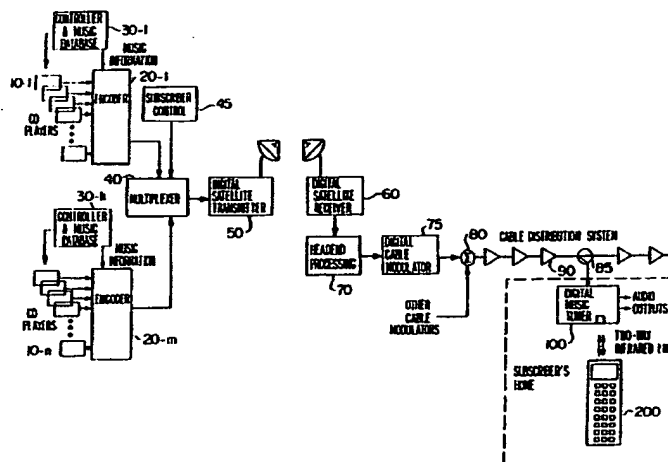 CONTROLLER
& MUSIC
DATABASE
30-1
MUSIC
INFORMATION
20-1
10-1
ENCODER
CD
PLAYERS
SUBSCRIBER
CONTROL
45
40
MULTIPLEXER
DIGITAL
SATELLITE
TRANSMITTER
50
DIGITAL
SATELLITE
RECEIVER
60
HEADEND
PROCESSING
70
DIGITAL
CABLE
MODULATOR
75
80
CABLE DISTRIBUTION SYSTEM
90
85
OTHER
CABLE
MODULATORS
DIGITAL
MUSIC
TUNER
100
AUDIO
OUTPUTS
TWO-WAY
INFRARED
SUBSCRIBER'S
HOME
200
30-k
CONTROLLER
& MUSIC
DATABASE
MUSIC
INFORMATION
ENCODER
CD
PLAYERS
10-n
20-m